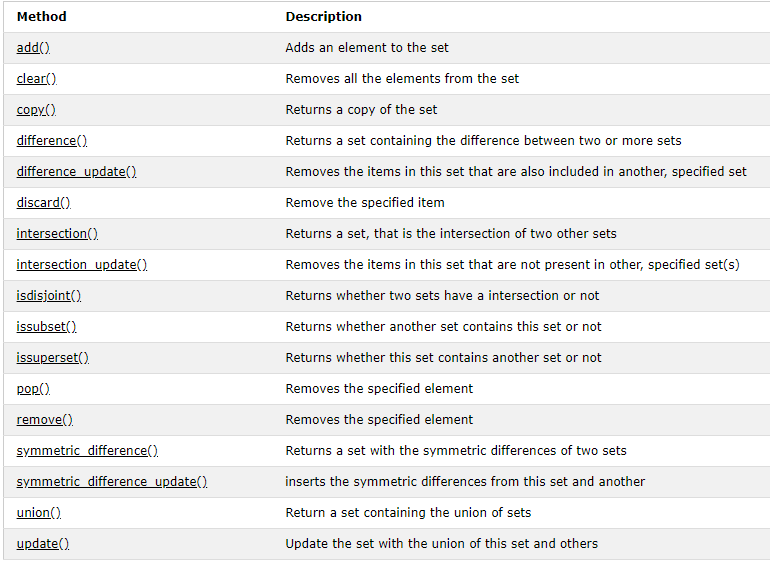 Method Description
add() Adds an element to the set
clear() Removes all the elements from the set
copy() Returns a copy of the set
difference() Returns a set containing the difference between two or more sets
difference_update() Removes the items in this set that are also included in another, specified set
discard() Remove the specified item
intersection() Returns a set, that is the intersection of two other sets
intersection_update() Removes the items in this set that are not present in other, specified set(s)
isdisjoint() Returns whether two sets have a intersection or not
issubset() Returns whether another set contains this set or not
issuperset() Returns whether this set contains another set or not
pop() Removes the specified element
remove() Removes the specified element
symmetric_difference() Returns a set with the symmetric differences of two sets
symmetric_difference_update() inserts the symmetric differences from this set and another
union() Return a set containing the union of sets
update() Update the set with the union of this set and others